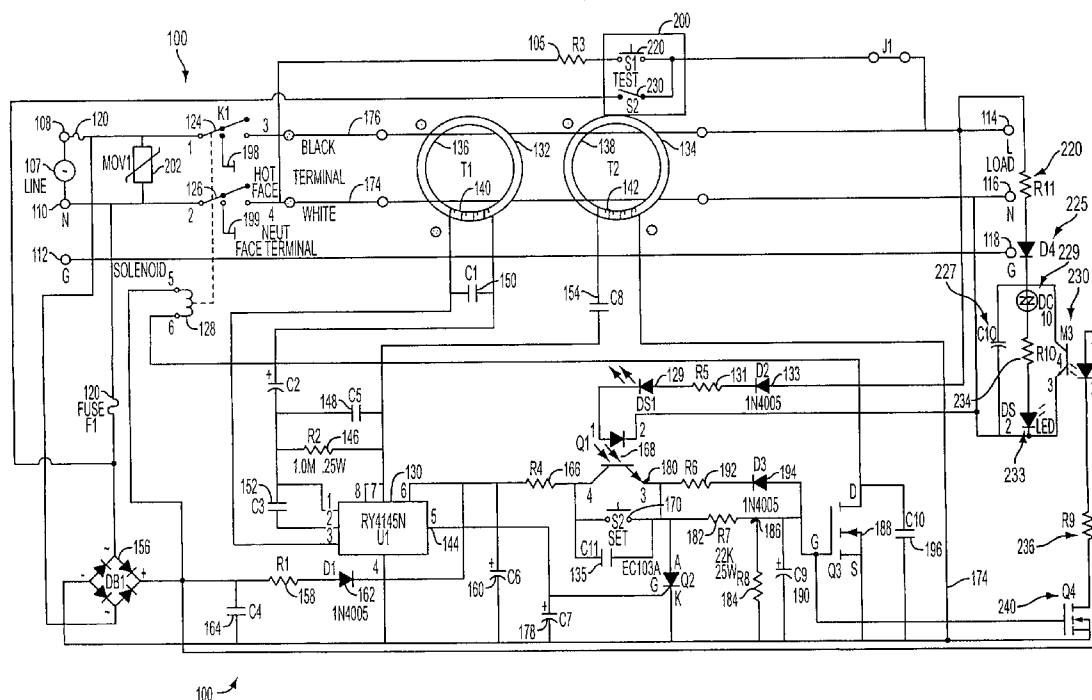 200
105 R3 220 J1
S1
TEST 230
S2
100
108 120 124 K1 3 176 114
1 198 BLACK 136 132 138 134 L
MOV1 202 LOAD 220
107 LINE HOT FACE TERMINAL T1 T2 116 R11
126 140 142
110 N 2 4 174 N
199 WHITE 225
NEUT FACE TERMINAL
112 G 118 G D4
229
SOLENOID 5 C1 150 154 C8 227 230
128 DC 10 M3
6 C10
R10 4
C2 129 R5 131 D2 133 234 3
120 FUSE F1 148 C5 DS1 1N4005 DS 2 LED
R2 146 1 2 233
1.0M .25W Q1 168
130 R4 166 180 R6 192 D3 194
152 C3 8 7 6 4 3 1N4005 D
1 RY4145N 170
2 U1 5 S2 SET 182 R7 186 188 C10 236 R9
3 144 22K 25W G 196
156 C11 135 EC103A A Q3 S
DB1 R1 D1 4 C6 G Q2 R8 C9 174 240 Q4
158 162 160 K 184 190
1N4005
164 C4 178 C7
100